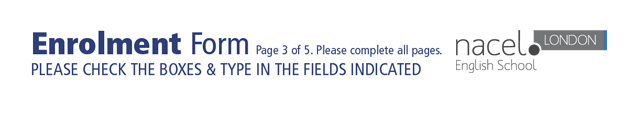 Enrolment Form Page 3 of 5. Please complete all pages.
PLEASE CHECK THE BOXES & TYPE IN THE FIELDS INDICATED
nacel. LONDON
English School